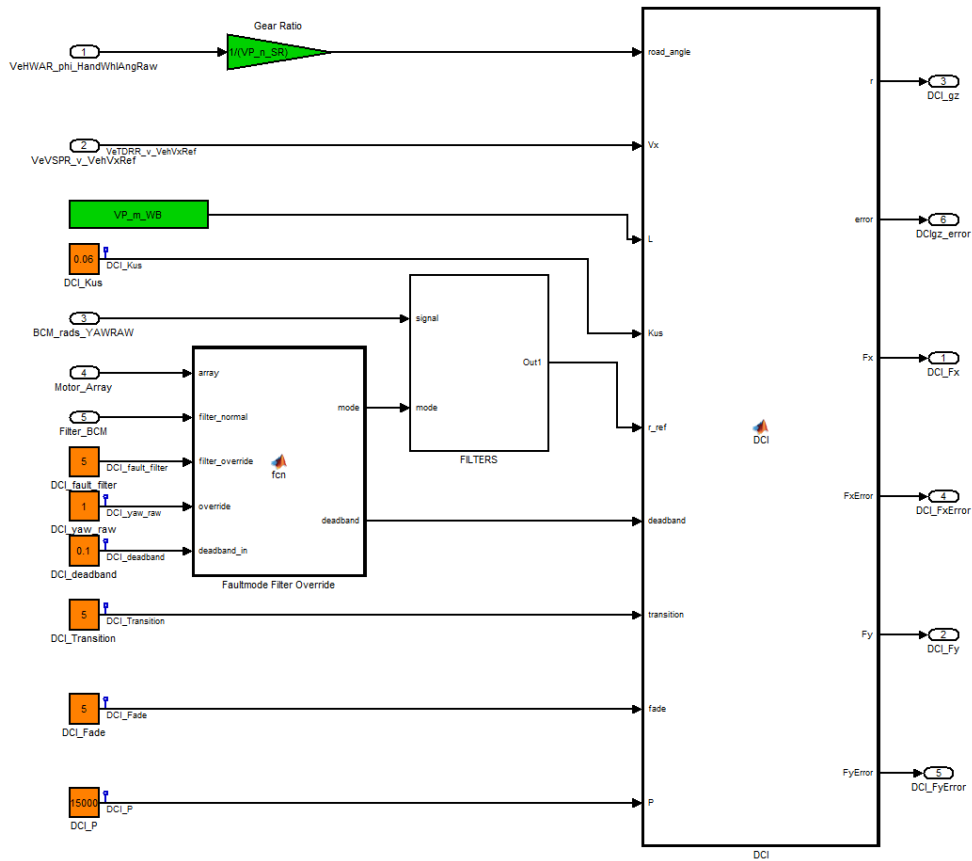 Gear Ratio
1
1/(VP_n_SR)
VeHWAR_phi_HandWhlAngRaw
road_angle
r
3
DCI_gz
2
VeTDRR_v_VehVxRef
VeVSPR_v_VehVxRef
Vx
VP_m_WB
L
error
6
DCIgz_error
0.06
DCI_Kus
DCI_Kus
3
BCM_rads_YAWRAW
signal
Out1
mode
FILTERS
Kus
Fx
1
DCI_Fx
4
Motor_Array
array
5
Filter_BCM
filter_normal
mode
r_ref
DCI
5
DCI_fault_filter
DCI_fault_filter
filter_override
fcn
1
DCI_yaw_raw
DCI_yaw_raw
override
FxError
4
DCI_FxError
0.1
DCI_deadband
DCI_deadband
deadband_in
deadband
deadband
Faultmode Filter Override
5
DCI_Transition
DCI_Transition
transition
Fy
2
DCI_Fy
5
DCI_Fade
DCI_Fade
fade
FyError
5
DCI_FyError
15000
DCI_P
DCI_P
P
DCI